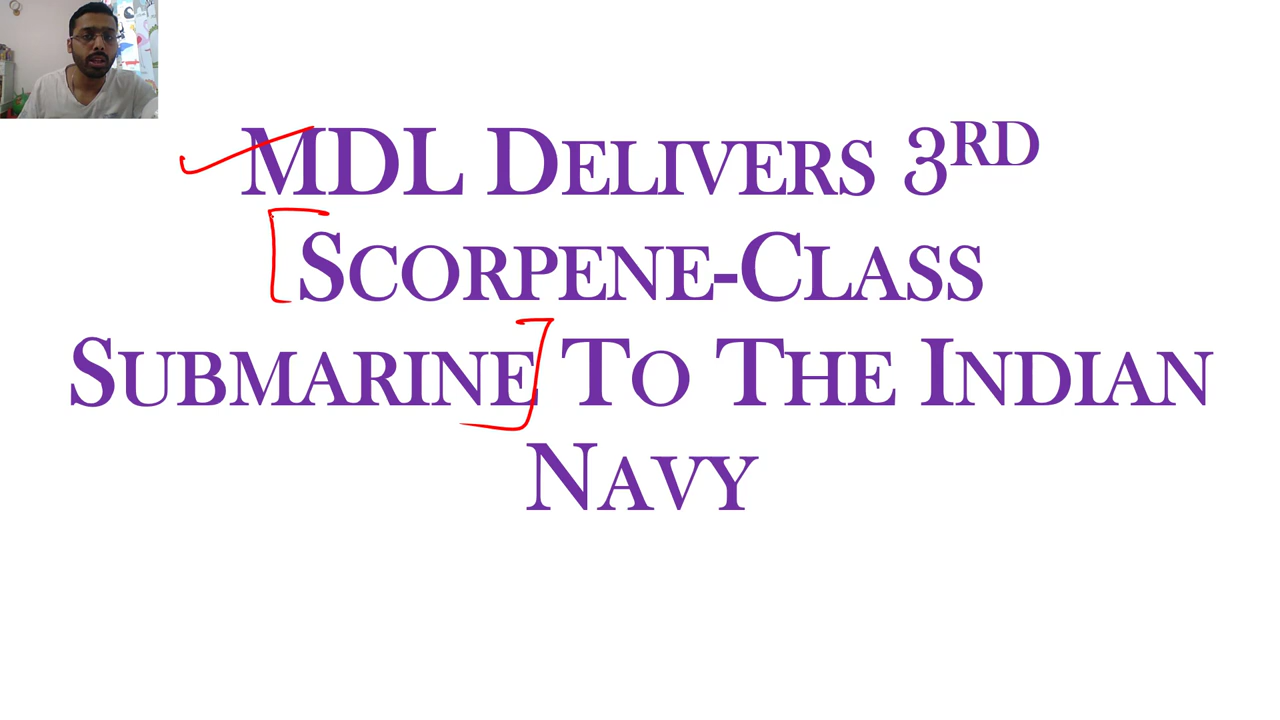 MDL Delivers 3rd
Scorpene-Class
Submarine To The Indian
Navy